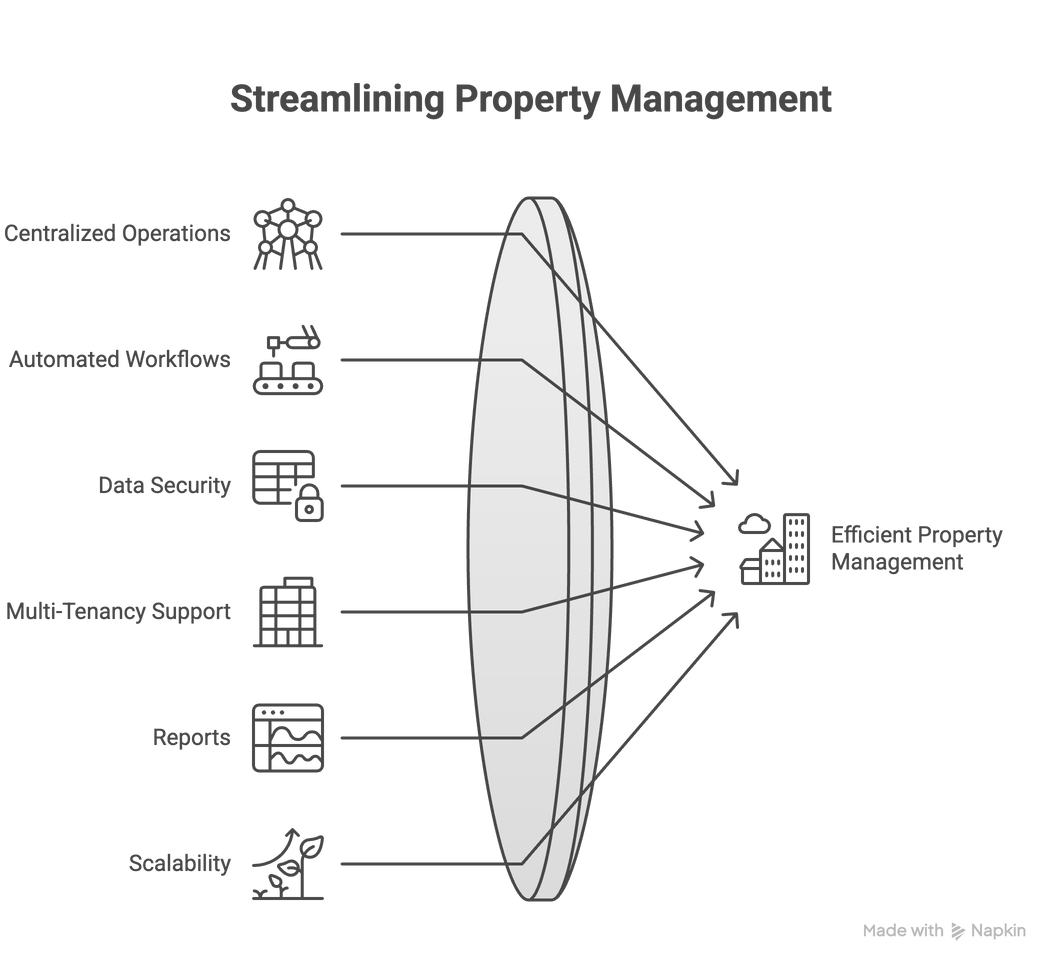 Streamlining Property Management
Centralized Operations
Automated Workflows
Data Security
Multi-Tenancy Support
Reports
Scalability
Efficient Property
Management
Made with Napkin